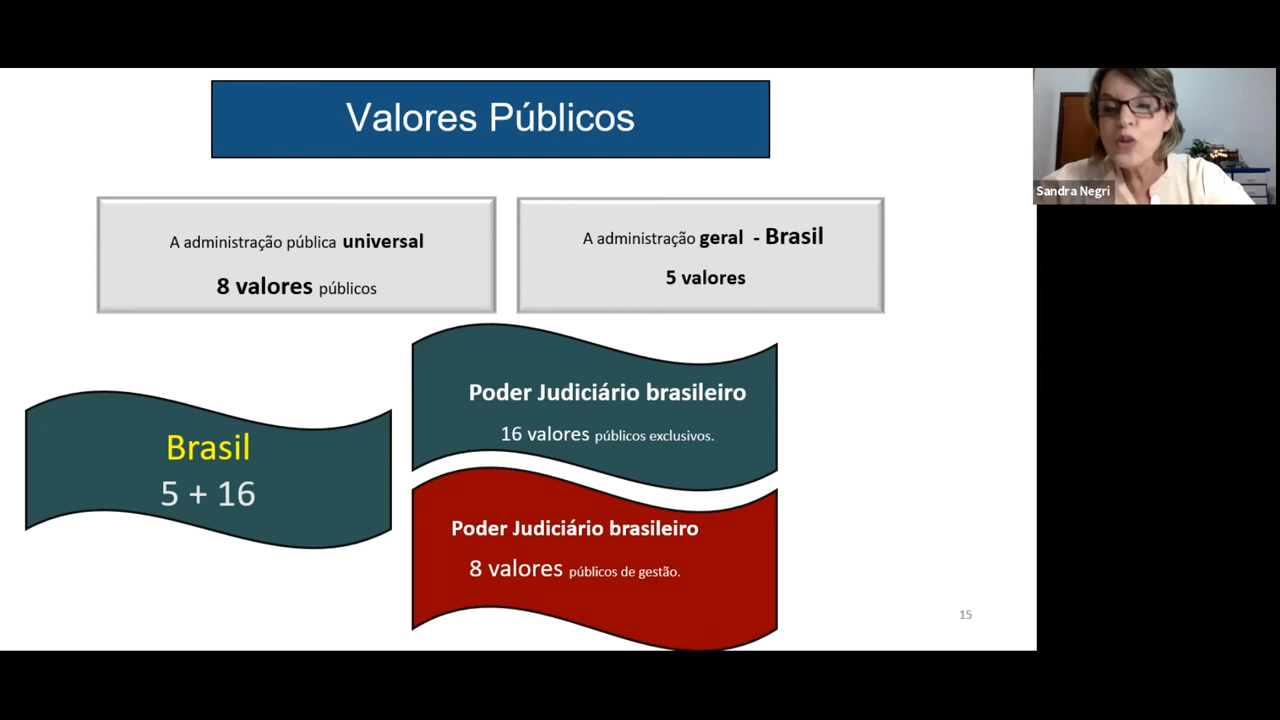 Valores Públicos
Sandra Negri
A administração pública universal
8 valores públicos
A administração geral - Brasil
5 valores
Poder Judiciário brasileiro
16 valores públicos exclusivos.
Brasil
5 + 16
Poder Judiciário brasileiro
8 valores públicos de gestão.
15